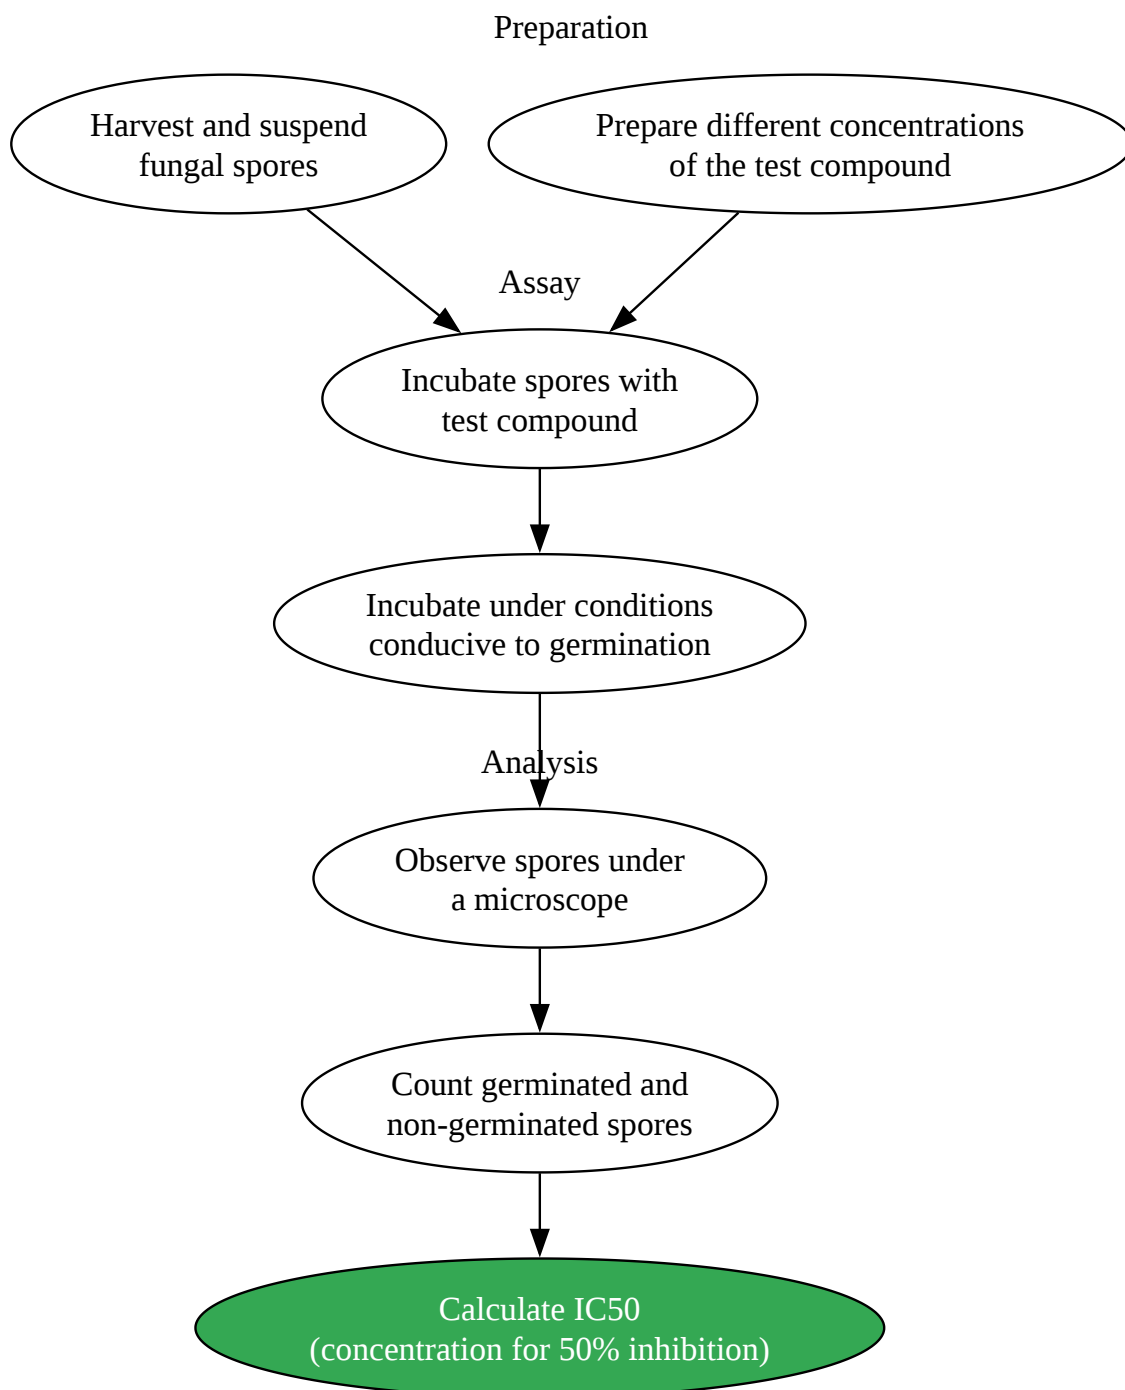 Preparation
Harvest and suspend
fungal spores
Prepare different concentrations
of the test compound
Assay
Incubate spores with
test compound
Incubate under conditions
conducive to germination
Analysis
Observe spores under
a microscope
Count germinated and
non-germinated spores
Calculate IC50
(concentration for 50% inhibition)